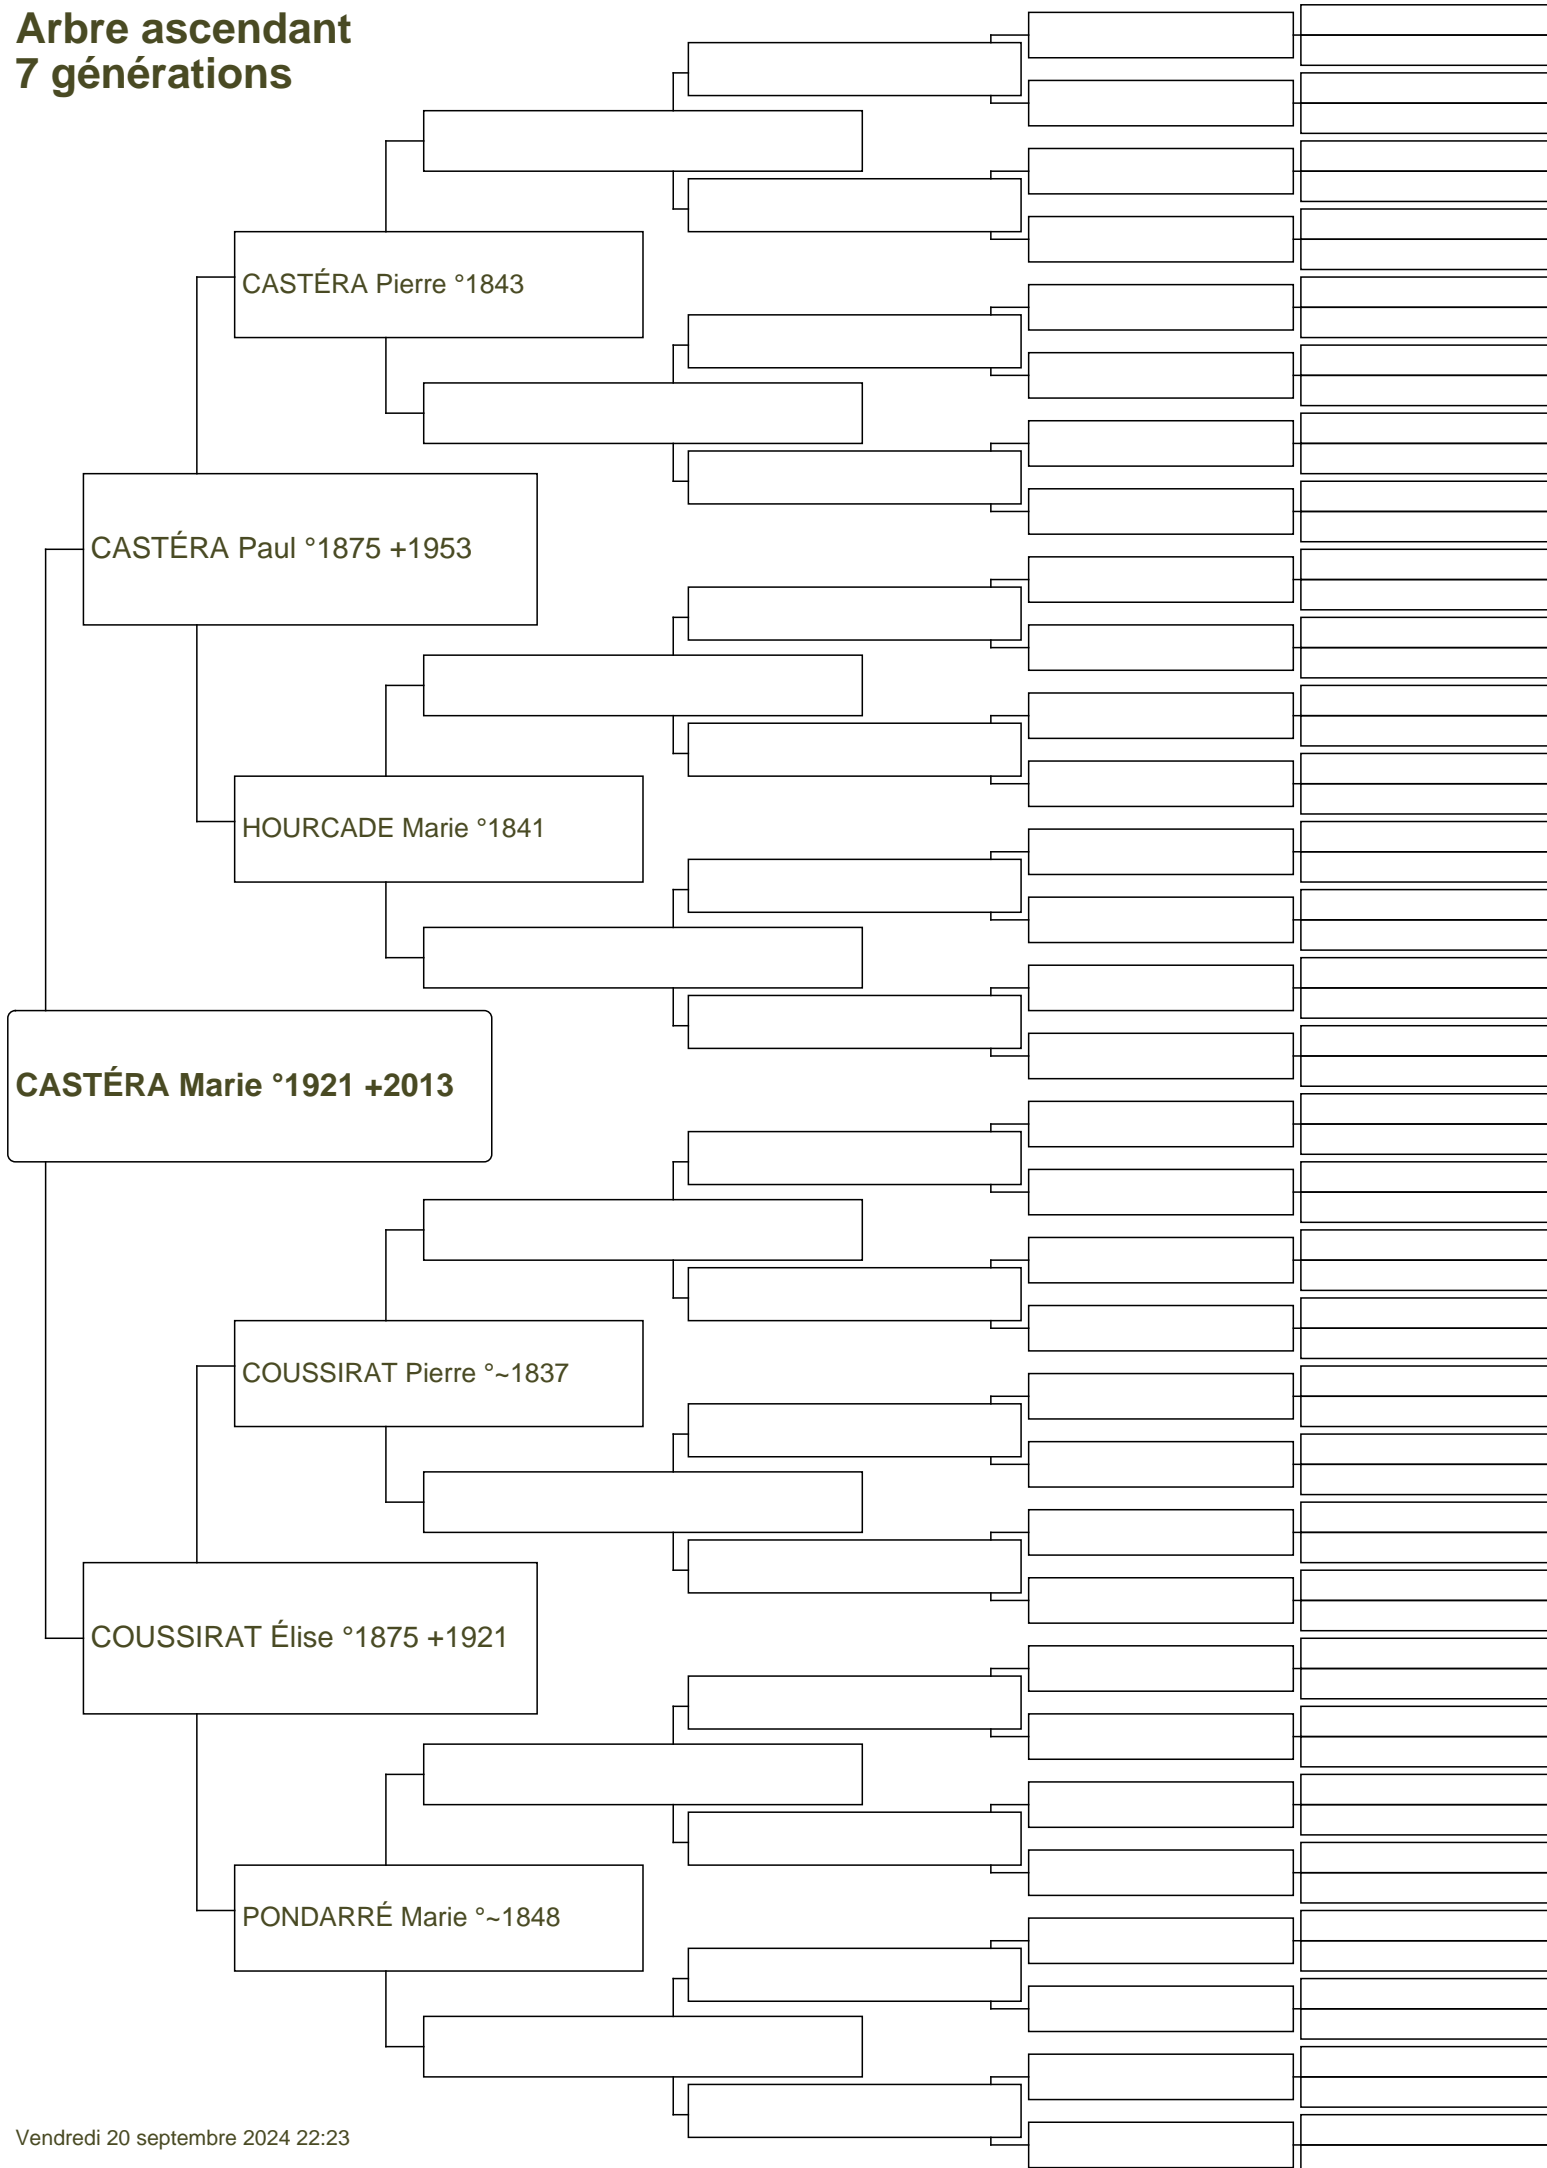 Arbre ascendant
7 générations
CASTÉRA Pierre °1843
CASTÉRA Paul °1875 +1953
HOURCADE Marie °1841
CASTÉRA Marie °1921 +2013
COUSSIRAT Pierre °~1837
COUSSIRAT Élise °1875 +1921
PONDARRÉ Marie °~1848
Vendredi 20 septembre 2024 22:23